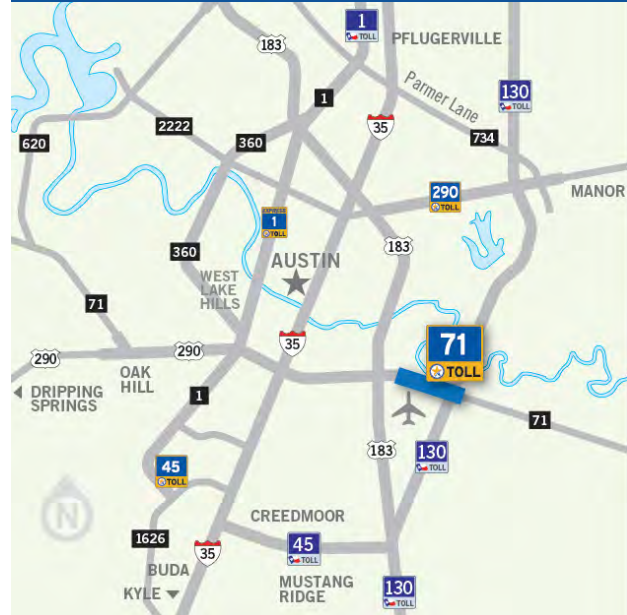 1
TOLL
183
PFLUGERVILLE
Parmer Lane
130
TOLL
1
35
2222
620
360
734
290
TOLL
MANOR
EXPRESS
1
TOLL
183
360
AUSTIN
WEST
LAKE
HILLS
71
71
TOLL
35
290
290
OAK
HILL
DRIPPING
SPRINGS
1
71
183
130
TOLL
45
TOLL
N
CREEDMOOR
1626
35
45
TOLL
BUDA
MUSTANG
RIDGE
KYLE
130
TOLL